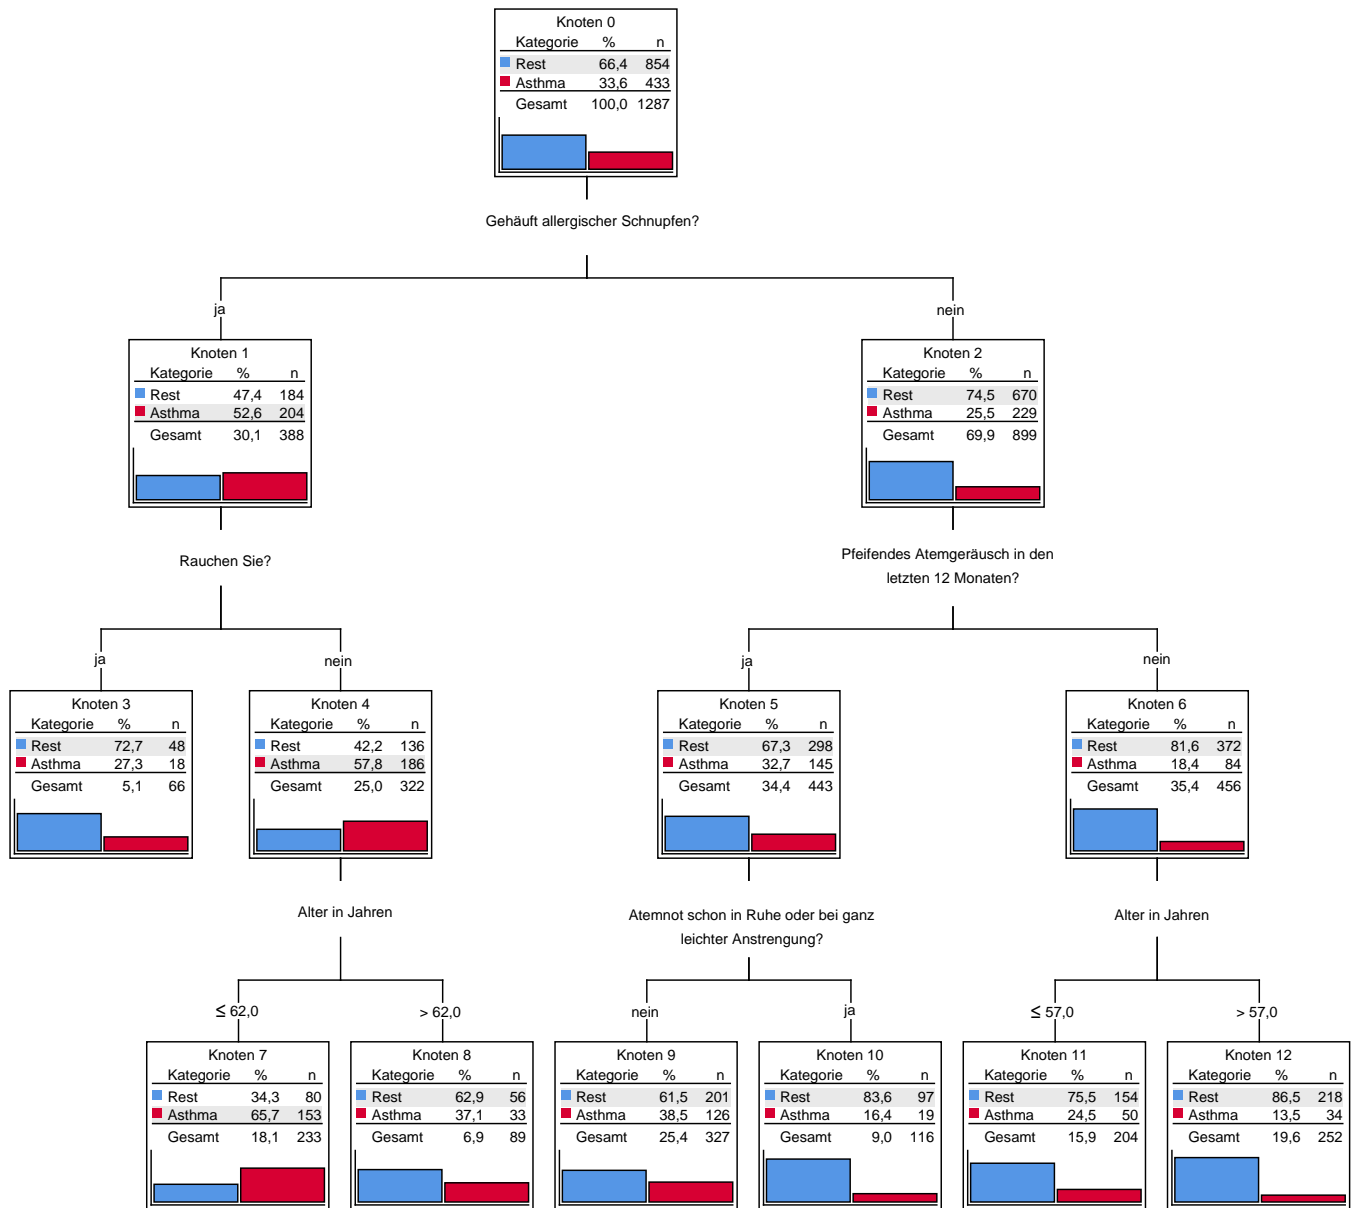 Knoten 0
Kategorie % n
Rest 66,4 854
Asthma 33,6 433
Gesamt 100,0 1287
Gehäuft allergischer Schnupfen?
ja
nein
Knoten 1
Kategorie % n
Rest 47,4 184
Asthma 52,6 204
Gesamt 30,1 388
Knoten 2
Kategorie % n
Rest 74,5 670
Asthma 25,5 229
Gesamt 69,9 899
Rauchen Sie?
Pfeifendes Atemgeräusch in den
letzten 12 Monaten?
ja
nein
ja
nein
Knoten 3
Kategorie % n
Rest 72,7 48
Asthma 27,3 18
Gesamt 5,1 66
Knoten 4
Kategorie % n
Rest 42,2 136
Asthma 57,8 186
Gesamt 25,0 322
Knoten 5
Kategorie % n
Rest 67,3 298
Asthma 32,7 145
Gesamt 34,4 443
Knoten 6
Kategorie % n
Rest 81,6 372
Asthma 18,4 84
Gesamt 35,4 456
Alter in Jahren
Atemnot schon in Ruhe oder bei ganz
leichter Anstrengung?
Alter in Jahren
≤ 62,0
> 62,0
nein
ja
≤ 57,0
> 57,0
Knoten 7
Kategorie % n
Rest 34,3 80
Asthma 65,7 153
Gesamt 18,1 233
Knoten 8
Kategorie % n
Rest 62,9 56
Asthma 37,1 33
Gesamt 6,9 89
Knoten 9
Kategorie % n
Rest 61,5 201
Asthma 38,5 126
Gesamt 25,4 327
Knoten 10
Kategorie % n
Rest 83,6 97
Asthma 16,4 19
Gesamt 9,0 116
Knoten 11
Kategorie % n
Rest 75,5 154
Asthma 24,5 50
Gesamt 15,9 204
Knoten 12
Kategorie % n
Rest 86,5 218
Asthma 13,5 34
Gesamt 19,6 252